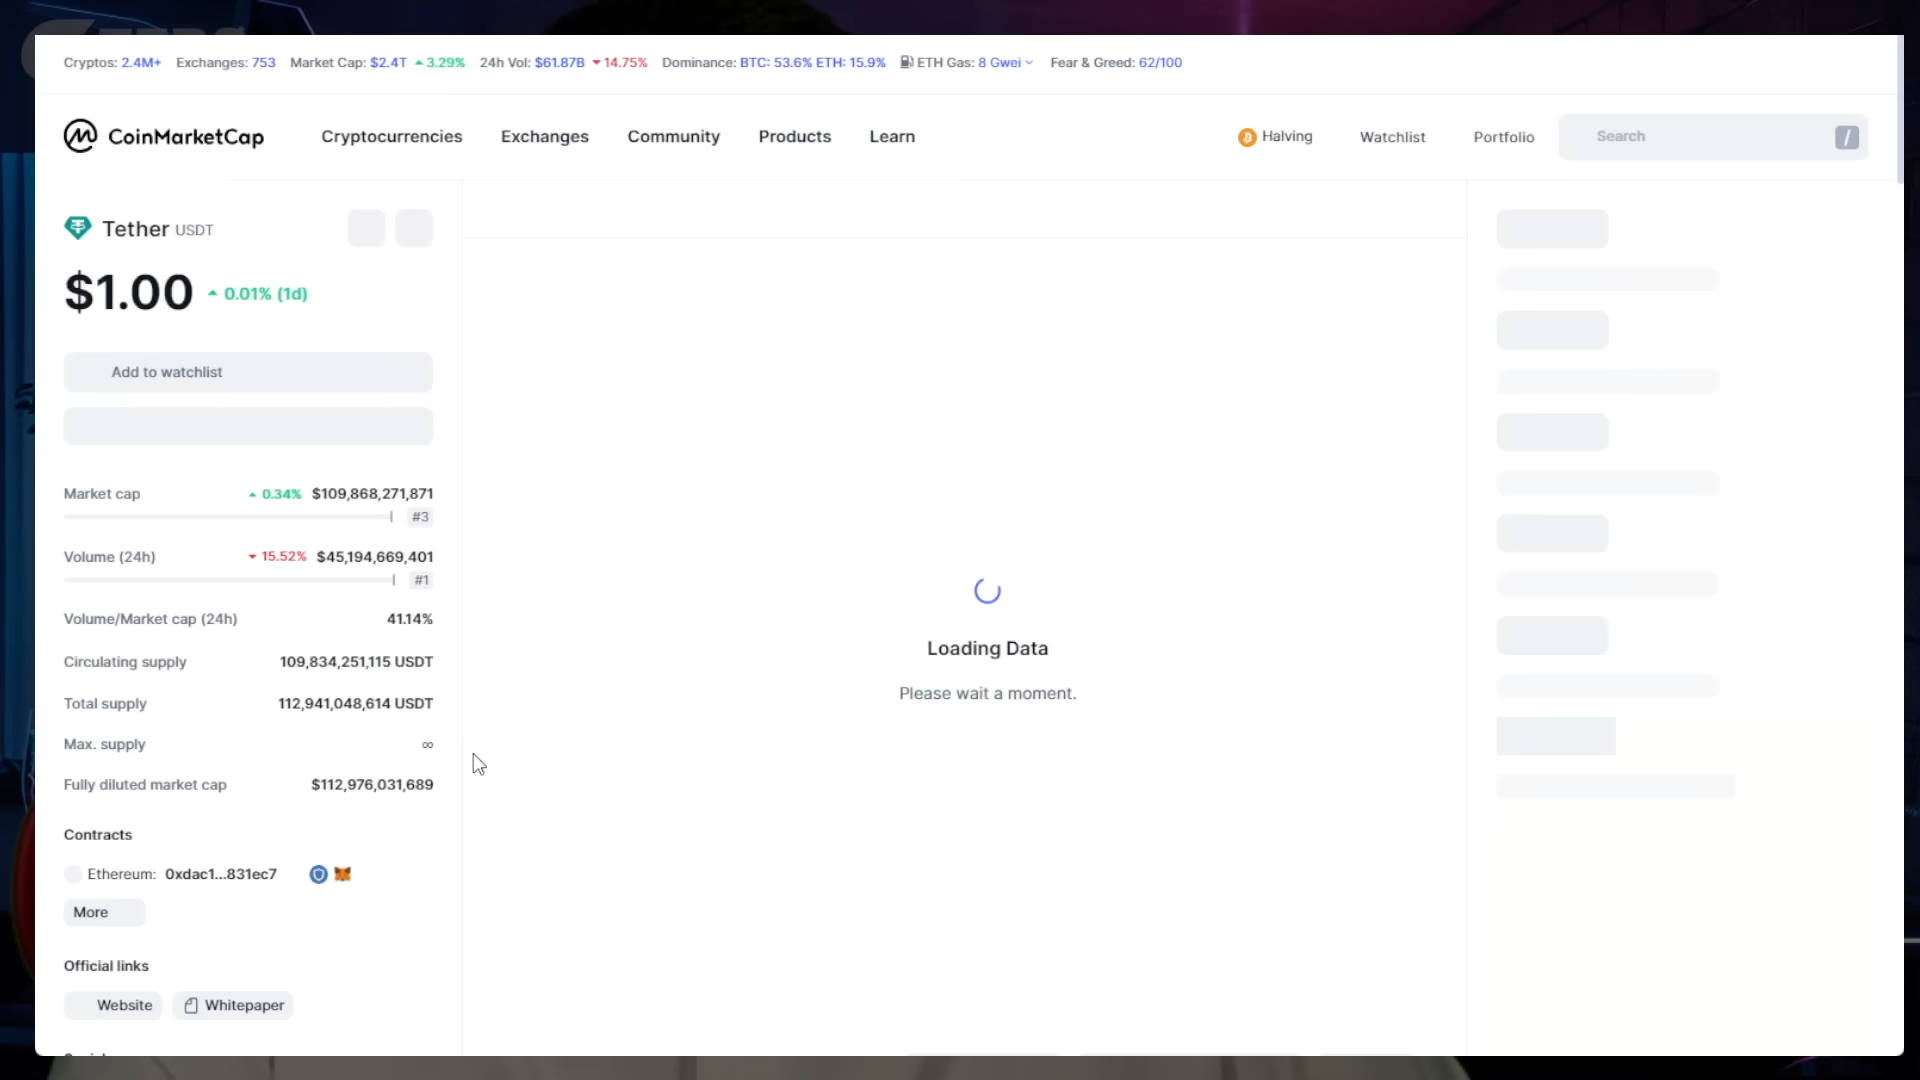 Cryptos: 2.4M+ Exchanges: 753 Market Cap: $2.4T 3.29% 24h Vol: $61.87B 14.75% Dominance: BTC: 53.6% ETH: 15.9% ETH Gas: 8 Gwei Fear & Greed: 62/100
CoinMarketCap Cryptocurrencies Exchanges Community Products Learn Halving Watchlist Portfolio Search /
Tether USDT
$1.00 0.01% (1d)
Add to watchlist
Market cap 0.34% $109,868,271,871
#3
Volume (24h) 15.52% $45,194,669,401
#1
Volume/Market cap (24h) 41.14%
Circulating supply 109,834,251,115 USDT
Total supply 112,941,048,614 USDT
Max. supply ∞
Fully diluted market cap $112,976,031,689
Contracts
Ethereum: 0xdac1...831ec7
More
Official links
Website Whitepaper
Loading Data
Please wait a moment.